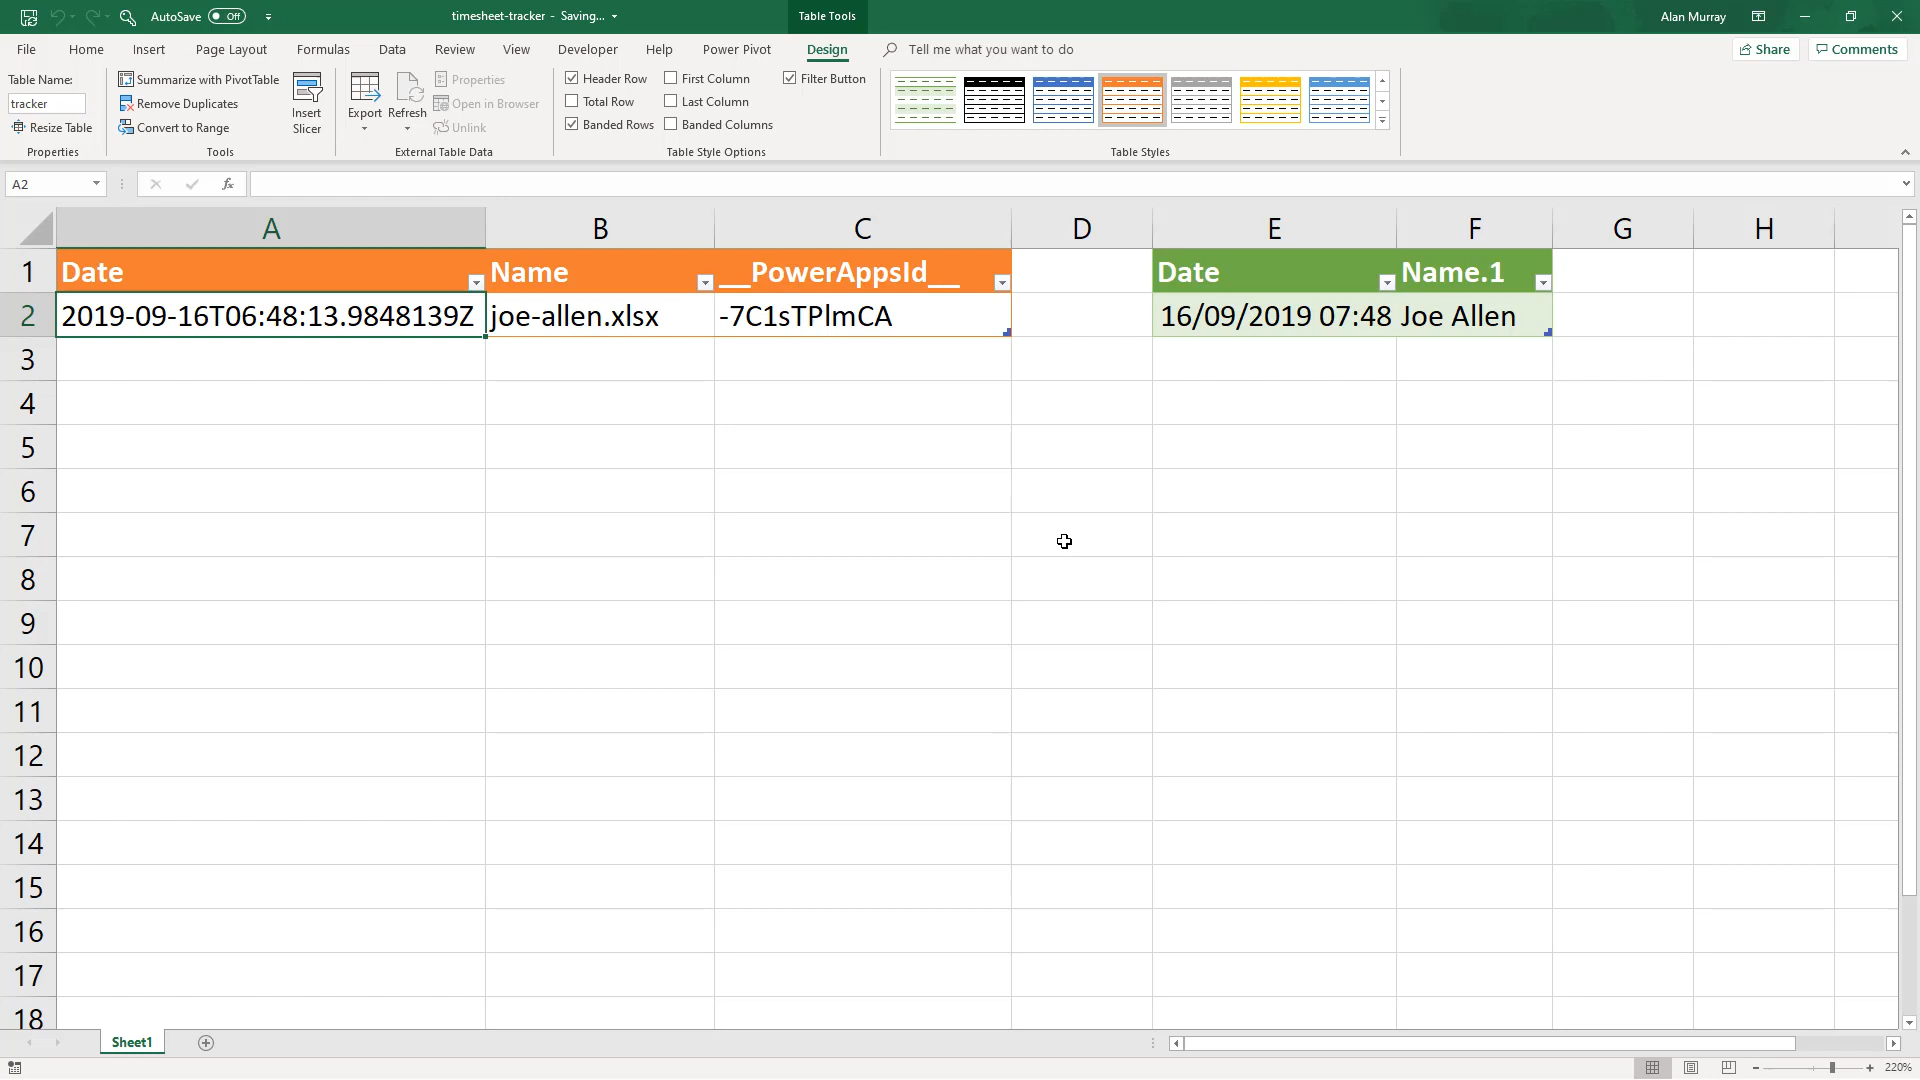 AutoSave Off timesheet-tracker - Saving... Table Tools Alan Murray
File Home Insert Page Layout Formulas Data Review View Developer Help Power Pivot Design Tell me what you want to do Share Comments
Table Name:
tracker
Resize Table
Properties
Summarize with PivotTable
Remove Duplicates
Convert to Range
Insert
Slicer
Tools
Export
Refresh
Properties
Open in Browser
Unlink
External Table Data
Header Row
Total Row
Banded Rows
First Column
Last Column
Banded Columns
Filter Button
Table Style Options
Table Styles
A2
fx
A B C D E F G H
1 Date Name __PowerAppsId__ Date Name.1
2 2019-09-16T06:48:13.9848139Z joe-allen.xlsx -7C1sTPlmCA 16/09/2019 07:48 Joe Allen
3
4
5
6
7
8
9
10
11
12
13
14
15
16
17
18
Sheet1
220%